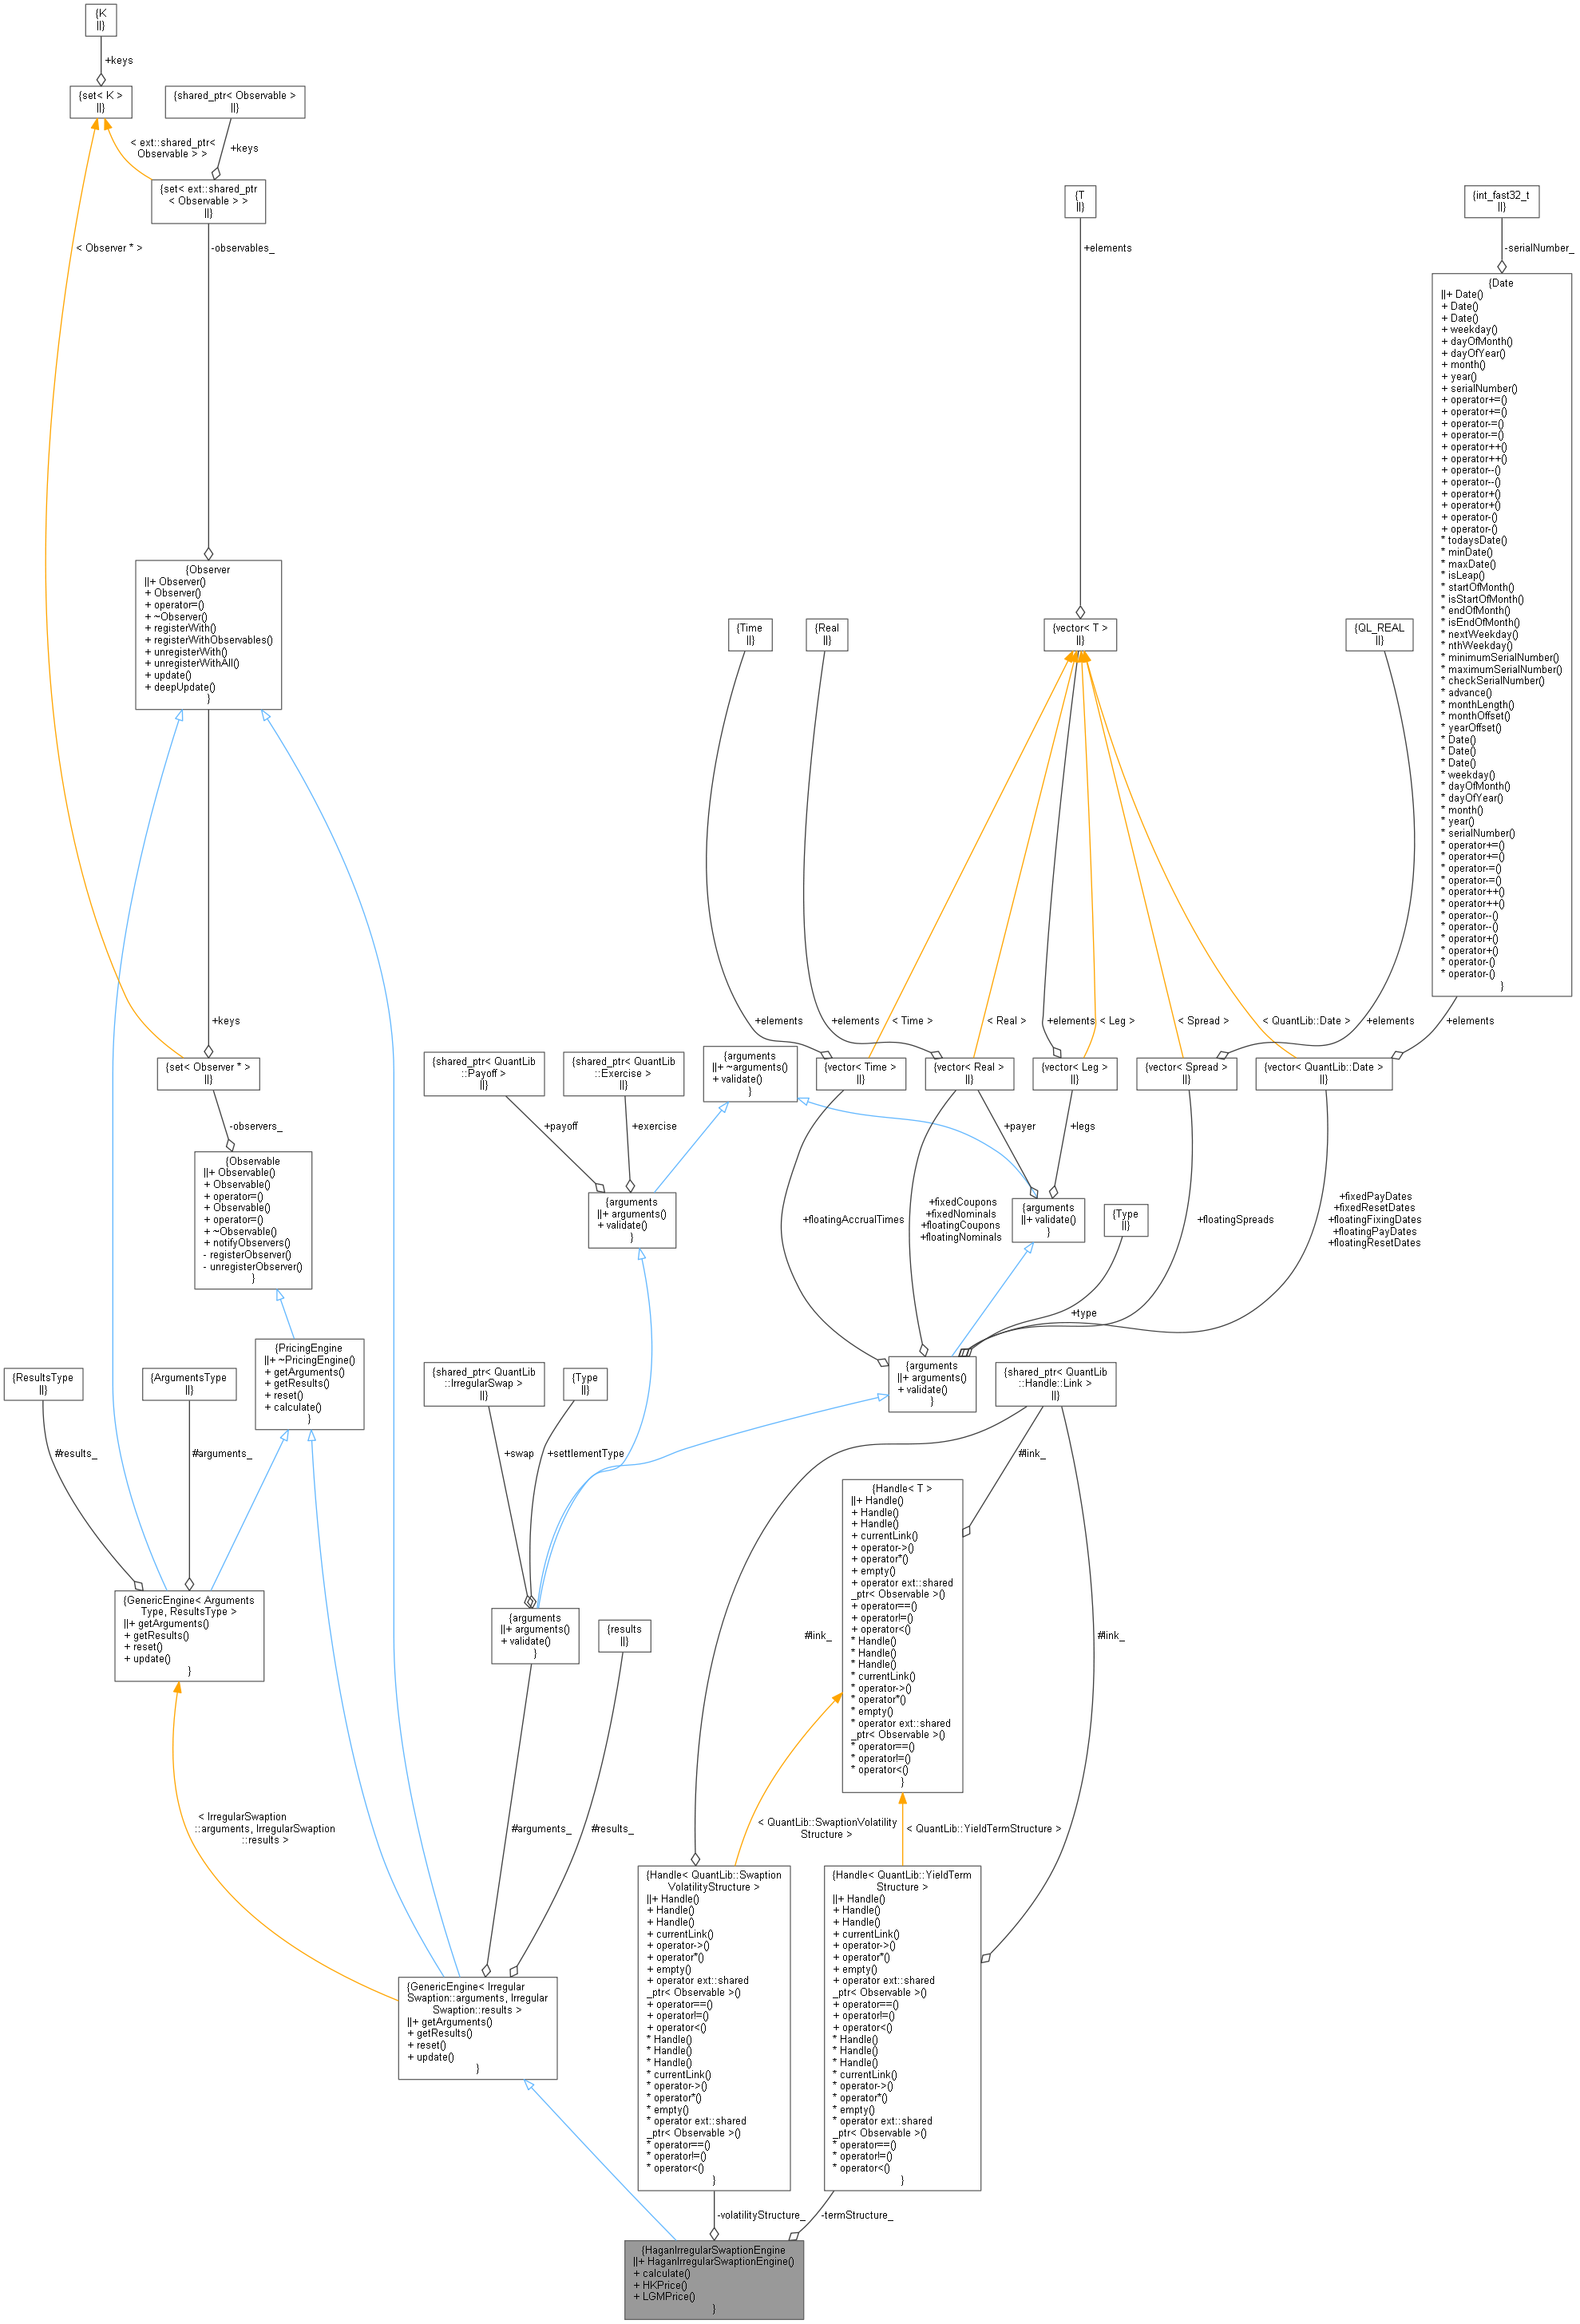 {K
||}
+keys
{set< K >
||}
{shared_ptr< Observable >
||}
< ext::shared_ptr<
Observable > >
+keys
{set< ext::shared_ptr
< Observable > >
||}
{T
||}
{int_fast32_t
||}
< Observer * >
-observables_
+elements
-serialNumber_
{Date
||+ Date()
+ Date()
+ Date()
+ weekday()
+ dayOfMonth()
+ dayOfYear()
+ month()
+ year()
+ serialNumber()
+ operator+=()
+ operator+=()
+ operator-=()
+ operator-=()
+ operator++()
+ operator++()
+ operator--()
+ operator--()
+ operator+()
+ operator+()
+ operator-()
+ operator-()
* todaysDate()
* minDate()
* maxDate()
* isLeap()
* startOfMonth()
* isStartOfMonth()
* endOfMonth()
* isEndOfMonth()
* nextWeekday()
* nthWeekday()
* minimumSerialNumber()
* maximumSerialNumber()
* checkSerialNumber()
* advance()
* monthLength()
* monthOffset()
* yearOffset()
* Date()
* Date()
* Date()
* weekday()
* dayOfMonth()
* dayOfYear()
* month()
* year()
* serialNumber()
* operator+=()
* operator+=()
* operator-=()
* operator-=()
* operator++()
* operator++()
* operator--()
* operator--()
* operator+()
* operator+()
* operator-()
* operator-()
}
{Observer
||+ Observer()
+ Observer()
+ operator=()
+ ~Observer()
+ registerWith()
+ registerWithObservables()
+ unregisterWith()
+ unregisterWithAll()
+ update()
+ deepUpdate()
}
{Time
||}
{Real
||}
{vector< T >
||}
{QL_REAL
||}
+keys
+elements
+elements
< Time >
< Real >
+elements
< Leg >
< Spread >
< QuantLib::Date >
+elements
+elements
{set< Observer * >
||}
{shared_ptr< QuantLib
::Payoff >
||}
{shared_ptr< QuantLib
::Exercise >
||}
{arguments
||+ ~arguments()
+ validate()
}
{vector< Time >
||}
{vector< Real >
||}
{vector< Leg >
||}
{vector< Spread >
||}
{vector< QuantLib::Date >
||}
-observers_
+payoff
+exercise
+payer
+legs
{Observable
||+ Observable()
+ Observable()
+ operator=()
+ Observable()
+ operator=()
+ ~Observable()
+ notifyObservers()
- registerObserver()
- unregisterObserver()
}
{arguments
||+ arguments()
+ validate()
}
+floatingAccrualTimes
+fixedCoupons
+fixedNominals
+floatingCoupons
+floatingNominals
{arguments
||+ validate()
}
{Type
||}
+floatingSpreads
+fixedPayDates
+fixedResetDates
+floatingFixingDates
+floatingPayDates
+floatingResetDates
+type
{PricingEngine
||+ ~PricingEngine()
+ getArguments()
+ getResults()
+ reset()
+ calculate()
}
{ResultsType
||}
{ArgumentsType
||}
{shared_ptr< QuantLib
::IrregularSwap >
||}
{Type
||}
{arguments
||+ arguments()
+ validate()
}
{shared_ptr< QuantLib
::Handle::Link >
||}
#results_
#arguments_
+swap
+settlementType
#link_
{Handle< T >
||+ Handle()
+ Handle()
+ Handle()
+ currentLink()
+ operator->()
+ operator*()
+ empty()
+ operator ext::shared
_ptr< Observable >()
+ operator==()
+ operator!=()
+ operator<()
* Handle()
* Handle()
* Handle()
* currentLink()
* operator->()
* operator*()
* empty()
* operator ext::shared
_ptr< Observable >()
* operator==()
* operator!=()
* operator<()
}
{GenericEngine< Arguments
Type, ResultsType >
||+ getArguments()
+ getResults()
+ reset()
+ update()
}
{arguments
||+ arguments()
+ validate()
}
{results
||}
#link_
#link_
< IrregularSwaption
::arguments, IrregularSwaption
::results >
#arguments_
#results_
< QuantLib::SwaptionVolatility
Structure >
< QuantLib::YieldTermStructure >
{GenericEngine< Irregular
Swaption::arguments, Irregular
Swaption::results >
||+ getArguments()
+ getResults()
+ reset()
+ update()
}
{Handle< QuantLib::Swaption
VolatilityStructure >
||+ Handle()
+ Handle()
+ Handle()
+ currentLink()
+ operator->()
+ operator*()
+ empty()
+ operator ext::shared
_ptr< Observable >()
+ operator==()
+ operator!=()
+ operator<()
* Handle()
* Handle()
* Handle()
* currentLink()
* operator->()
* operator*()
* empty()
* operator ext::shared
_ptr< Observable >()
* operator==()
* operator!=()
* operator<()
}
{Handle< QuantLib::YieldTerm
Structure >
||+ Handle()
+ Handle()
+ Handle()
+ currentLink()
+ operator->()
+ operator*()
+ empty()
+ operator ext::shared
_ptr< Observable >()
+ operator==()
+ operator!=()
+ operator<()
* Handle()
* Handle()
* Handle()
* currentLink()
* operator->()
* operator*()
* empty()
* operator ext::shared
_ptr< Observable >()
* operator==()
* operator!=()
* operator<()
}
-volatilityStructure_
-termStructure_
{HaganIrregularSwaptionEngine
||+ HaganIrregularSwaptionEngine()
+ calculate()
+ HKPrice()
+ LGMPrice()
}